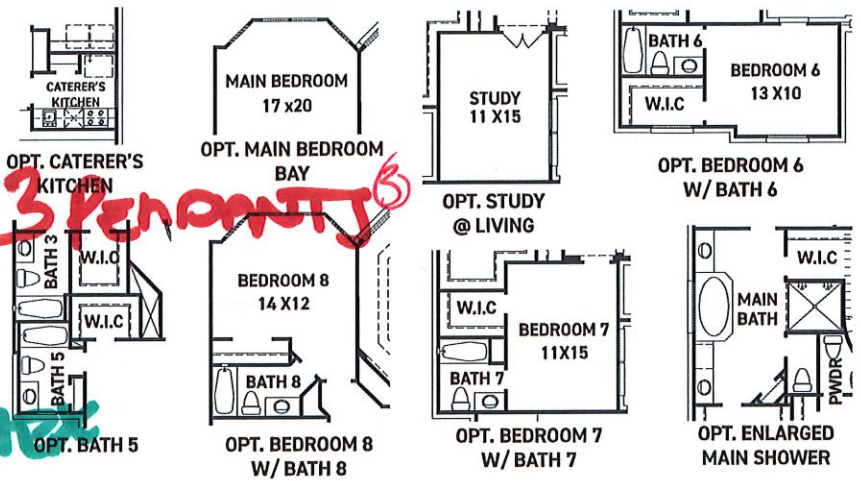 CATERER'S
KITCHEN
OPT. CATERER'S
KITCHEN
MAIN BEDROOM
17 x20
OPT. MAIN BEDROOM
BAY
STUDY
11 X15
OPT. STUDY
@ LIVING
BATH 6
W.I.C
BEDROOM 6
13 X10
OPT. BEDROOM 6
W/ BATH 6
3 PENDANTS
BATH 3
W.I.C
W.I.C
BATH 5
OPT. BATH 5
BEDROOM 8
14 X12
BATH 8
OPT. BEDROOM 8
W/ BATH 8
W.I.C
BEDROOM 7
11X15
BATH 7
OPT. BEDROOM 7
W/ BATH 7
W.I.C
MAIN
BATH
PWDR
OPT. ENLARGED
MAIN SHOWER